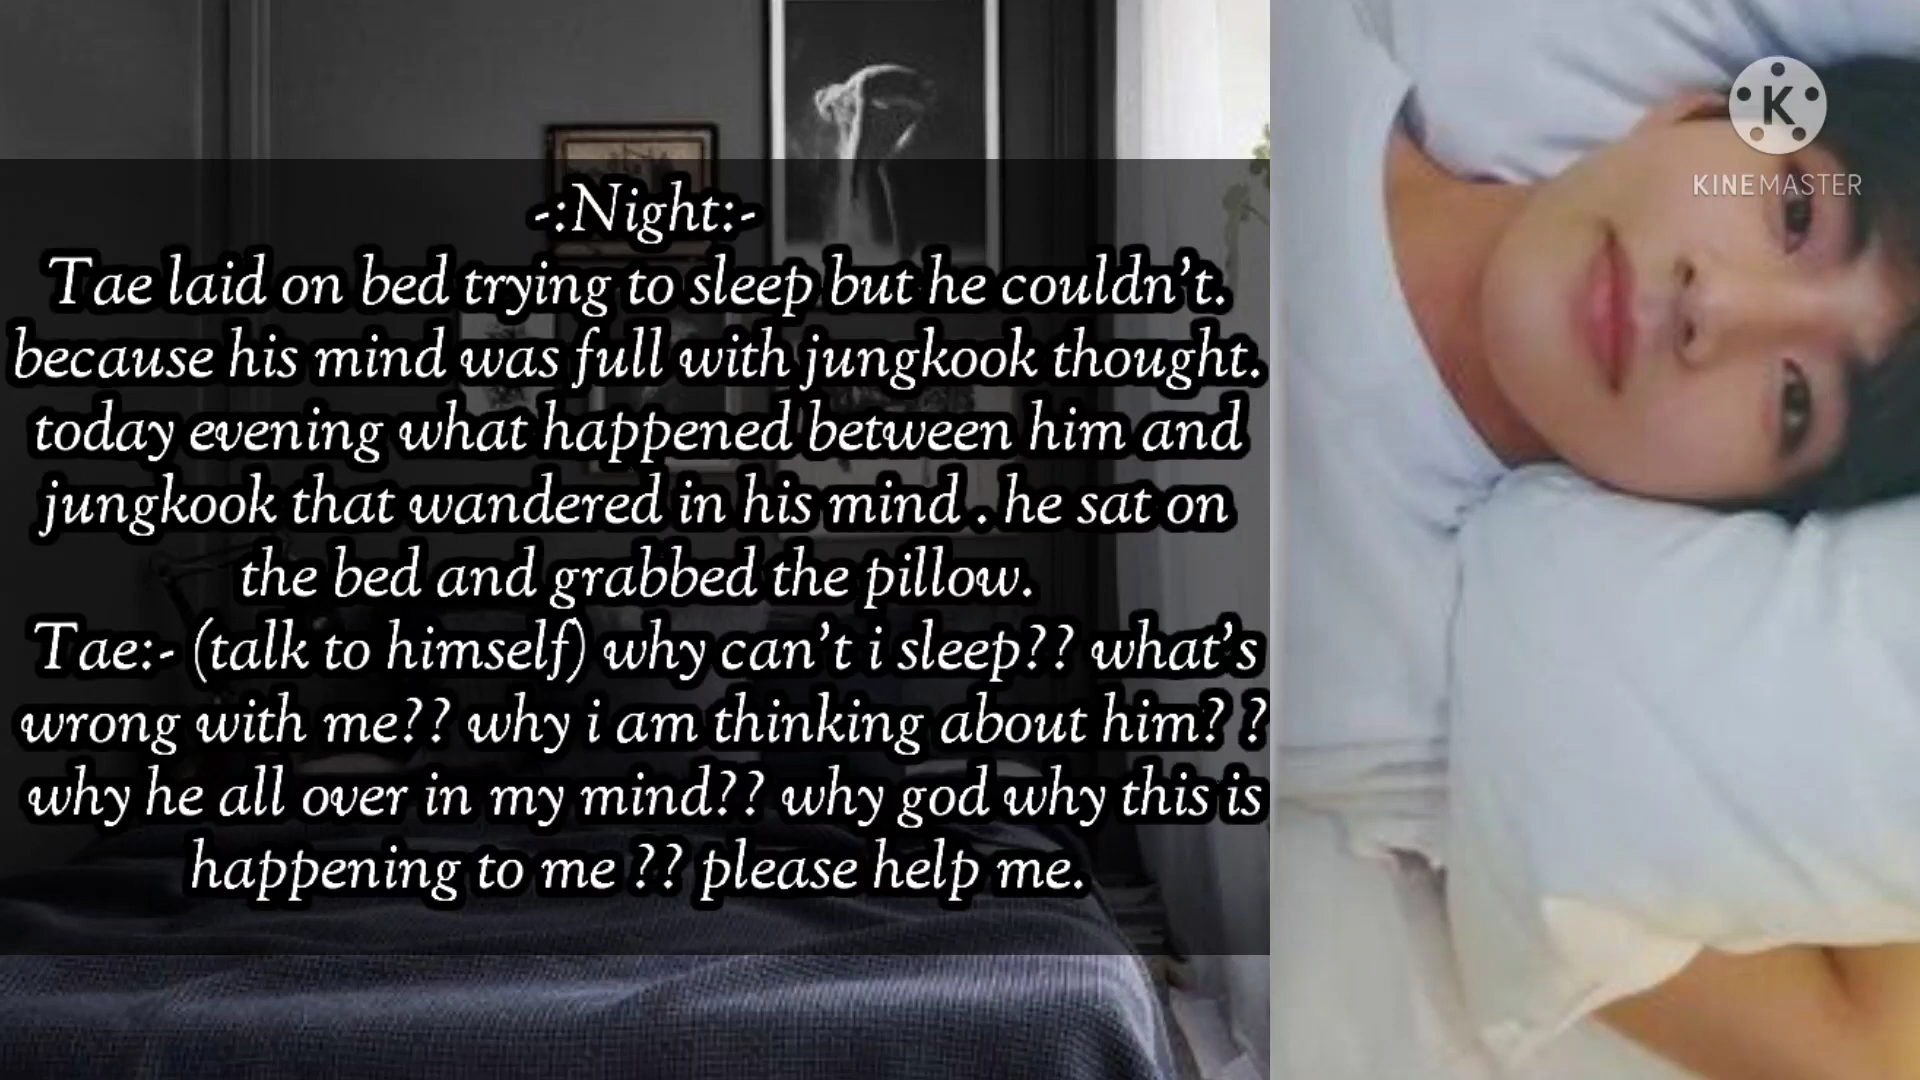 -:Night:-
Tae laid on bed trying to sleep but he couldn't.
because his mind was full with jungkook thought.
today evening what happened between him and
jungkook that wandered in his mind . he sat on
the bed and grabbed the pillow.
Tae:- (talk to himself) why can't i sleep?? what's
wrong with me?? why i am thinking about him? ?
why he all over in my mind?? why god why this is
happening to me ?? please help me.
K
KINEMASTER